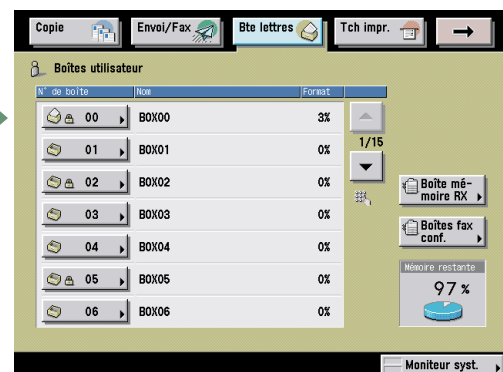 Copie Envoi/Fax Bte lettres Tch impr.
Boîtes utilisateur
N° de boîte Nom Format
00 BOX00 3%
01 BOX01 0%
1/15
02 BOX02 0%
Boîte mé-
moire RX
03 BOX03 0%
Boîtes fax
conf.
04 BOX04 0%
Mémoire restante
05 BOX05 0%
97 %
06 BOX06 0%
Moniteur syst.